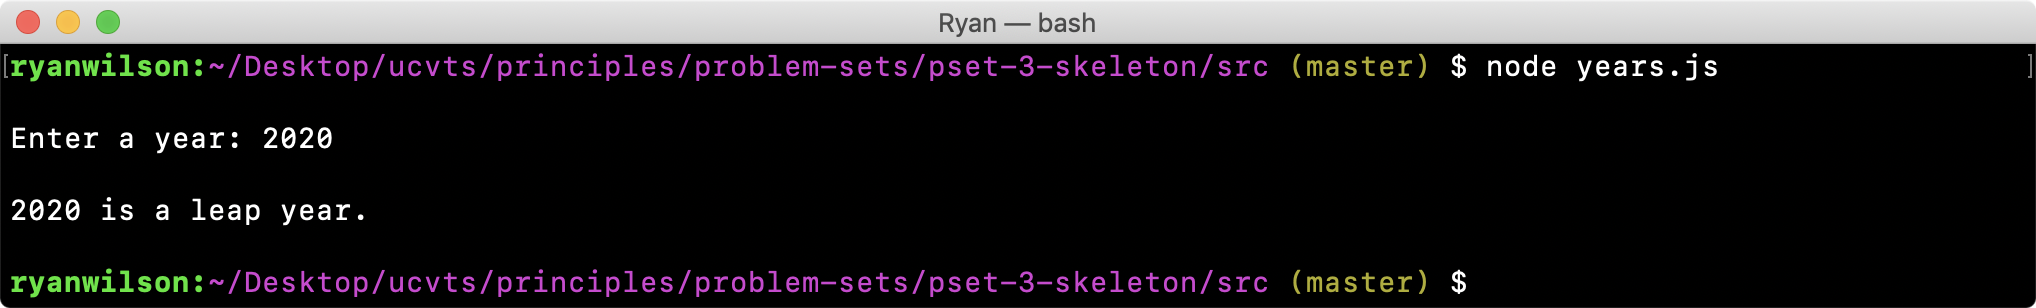 Ryan — bash
[ryanwilson:~/Desktop/ucvts/principles/problem-sets/pset-3-skeleton/src (master) $ node years.js ]
Enter a year: 2020
2020 is a leap year.
ryanwilson:~/Desktop/ucvts/principles/problem-sets/pset-3-skeleton/src (master) $